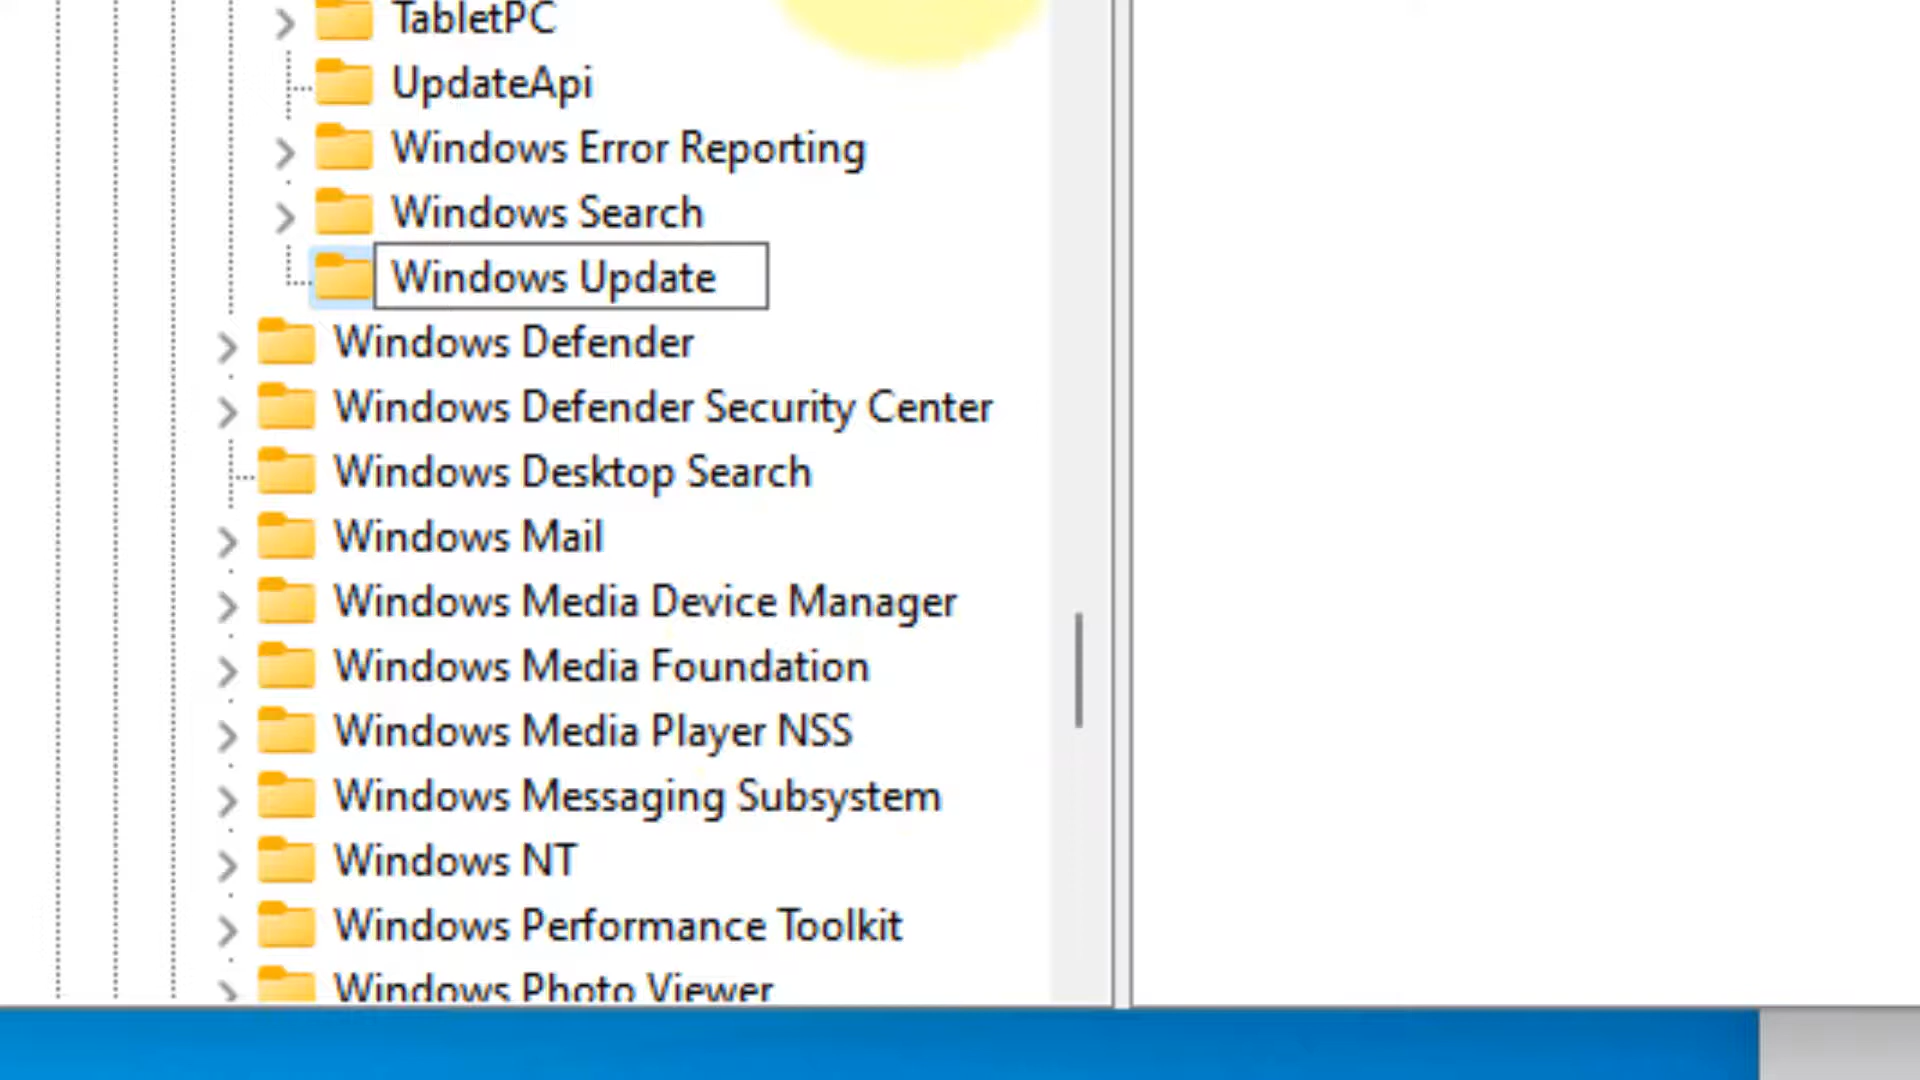 TabletPC
UpdateApi
Windows Error Reporting
Windows Search
Windows Update
Windows Defender
Windows Defender Security Center
Windows Desktop Search
Windows Mail
Windows Media Device Manager
Windows Media Foundation
Windows Media Player NSS
Windows Messaging Subsystem
Windows NT
Windows Performance Toolkit
Windows Photo Viewer